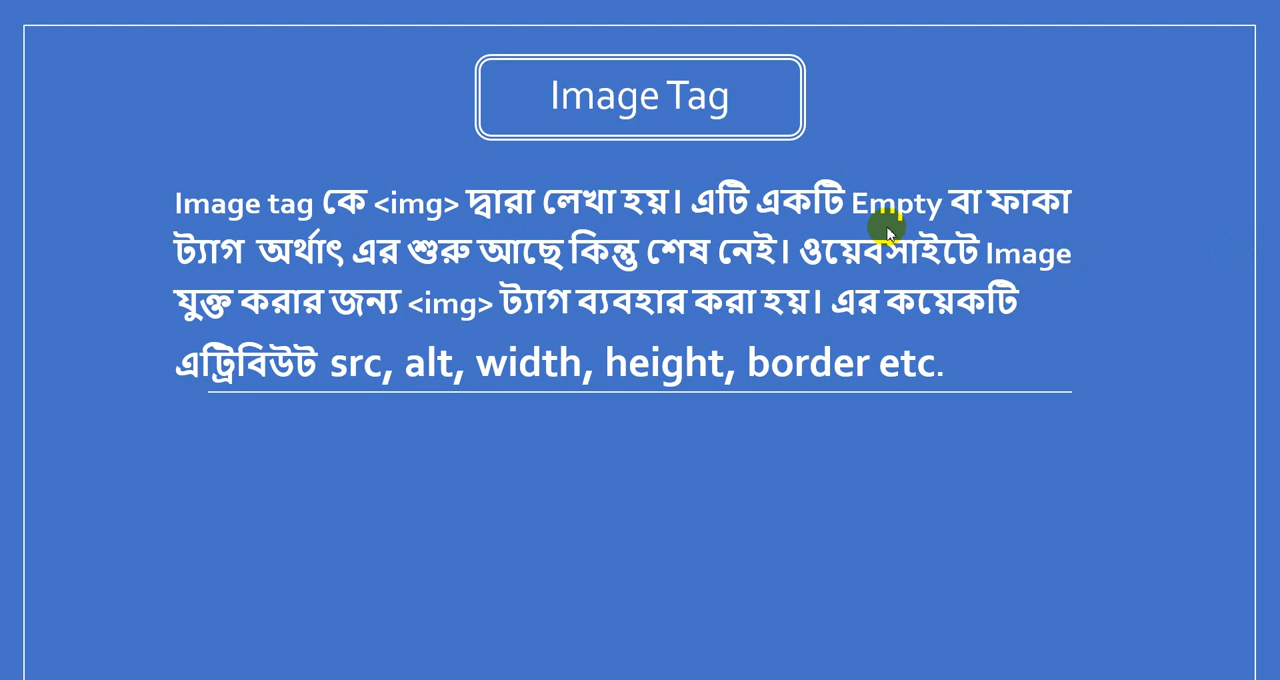 Image Tag
Image tag কে <img> দ্বারা লেখা হয়। এটি একটি Empty বা ফাকা
ট্যাগ অর্থাৎ এর শুরু আছে কিন্তু শেষ নেই। ওয়েবসাইটে Image
যুক্ত করার জন্য <img> ট্যাগ ব্যবহার করা হয়। এর কয়েকটি
এট্রিবিউট src, alt, width, height, border etc.